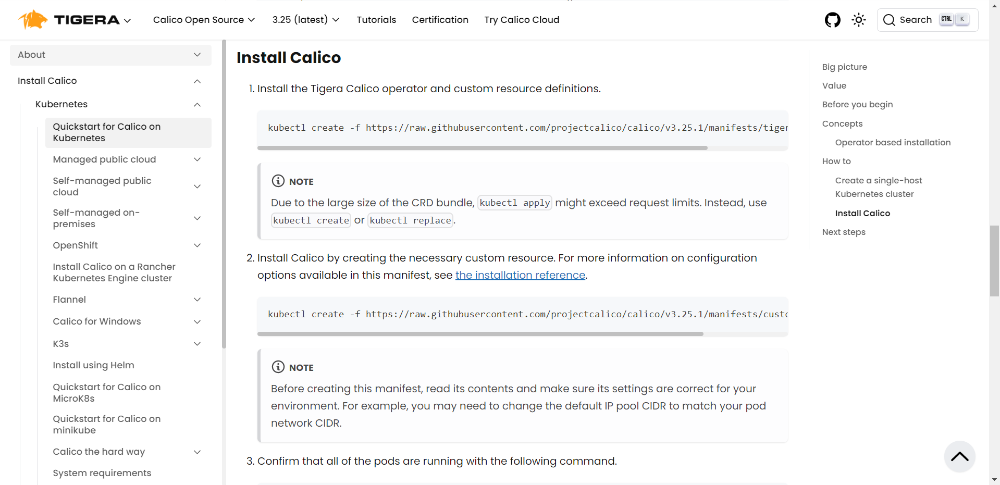 TIGERA
Calico Open Source
3.25 (latest)
Tutorials
Certification
Try Calico Cloud
Search
CTRL
K
About
Install Calico
Kubernetes
Quickstart for Calico on
Kubernetes
Managed public cloud
Self-managed public
cloud
Self-managed on-
premises
OpenShift
Install Calico on a Rancher
Kubernetes Engine cluster
Flannel
Calico for Windows
K3s
Install using Helm
Quickstart for Calico on
MicroK8s
Quickstart for Calico on
minikube
Calico the hard way
System requirements
Install Calico
1. Install the Tigera Calico operator and custom resource definitions.
kubectl create -f https://raw.githubusercontent.com/projectcalico/calico/v3.25.1/manifests/tiger
NOTE
Due to the large size of the CRD bundle, kubectl apply might exceed request limits. Instead, use
kubectl create or kubectl replace.
2. Install Calico by creating the necessary custom resource. For more information on configuration
options available in this manifest, see the installation reference.
kubectl create -f https://raw.githubusercontent.com/projectcalico/calico/v3.25.1/manifests/custo
NOTE
Before creating this manifest, read its contents and make sure its settings are correct for your
environment. For example, you may need to change the default IP pool CIDR to match your pod
network CIDR.
3. Confirm that all of the pods are running with the following command.
Big picture
Value
Before you begin
Concepts
Operator based installation
How to
Create a single-host
Kubernetes cluster
Install Calico
Next steps